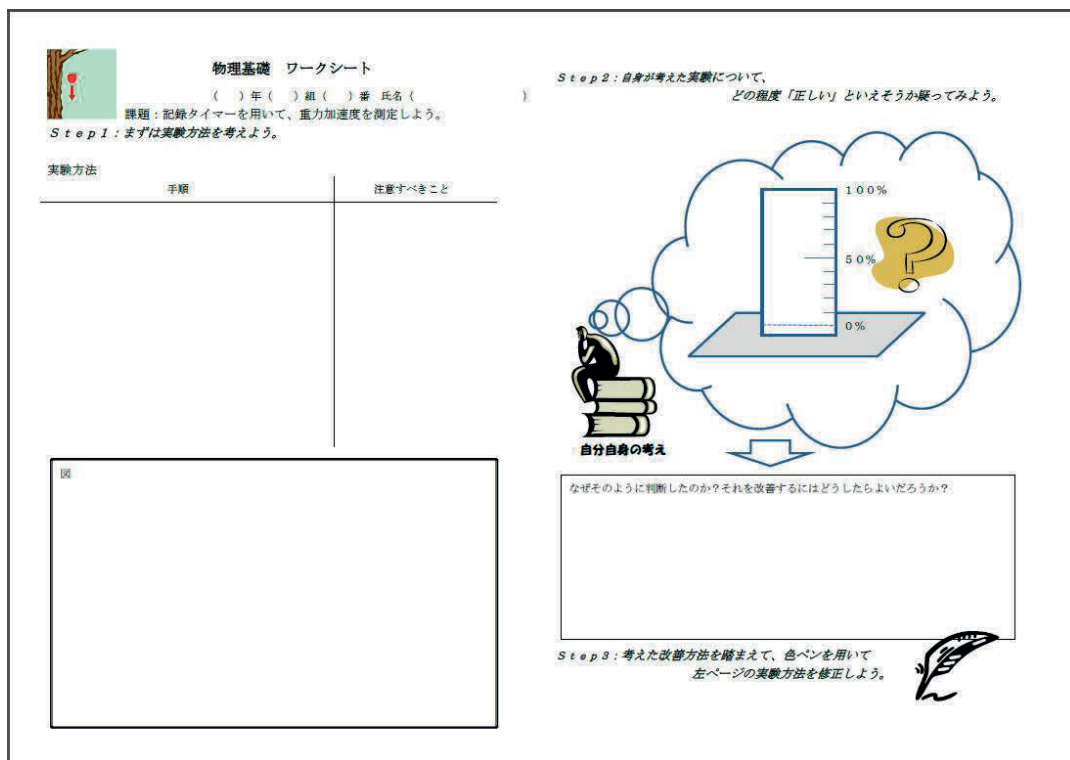 物理基礎 ワークシート
( )年( )組( )番 氏名( )
課題:記録タイマーを用いて、重力加速度を測定しよう。
Step1:まずは実験方法を考えよう。
実験方法
手順 注意すべきこと
図
Step2:自身が考えた実験について、
どの程度「正しい」といえそうか疑ってみよう。
100%
50%
0%
?
自分自身の考え
なぜそのように判断したのか?それを改善するにはどうしたらよいだろうか?
Step3:考えた改善方法を踏まえて、色ペンを用いて
左ページの実験方法を修正しよう。